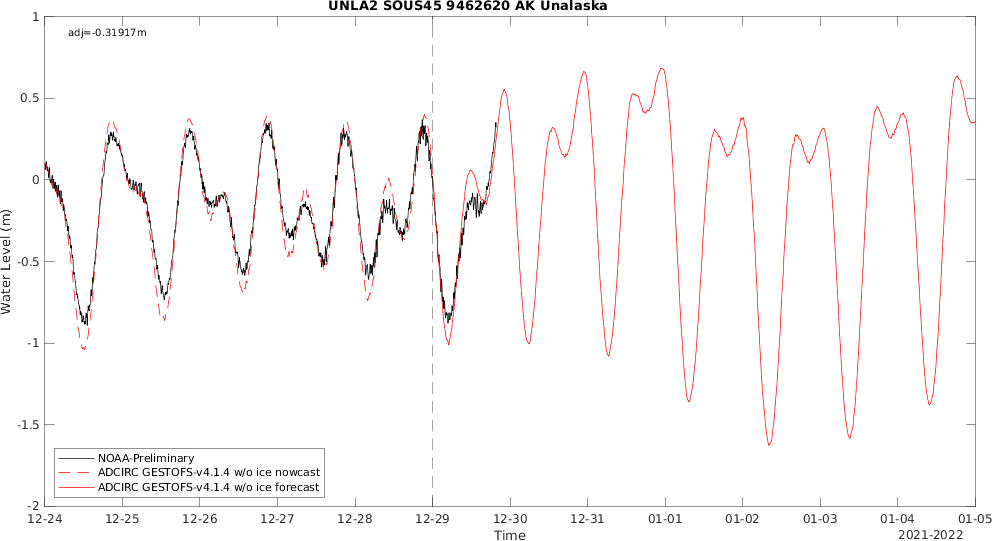 UNLA2 SOUS45 9462620 AK Unalaska
adj=-0.31917m
1
0.5
0
-0.5
-1
-1.5
-2
Water Level (m)
NOAA-Preliminary
ADCIRC GESTOFS-v4.1.4 w/o ice nowcast
ADCIRC GESTOFS-v4.1.4 w/o ice forecast
12-24 12-25 12-26 12-27 12-28 12-29 12-30 12-31 01-01 01-02 01-03 01-04 01-05
Time
2021-2022